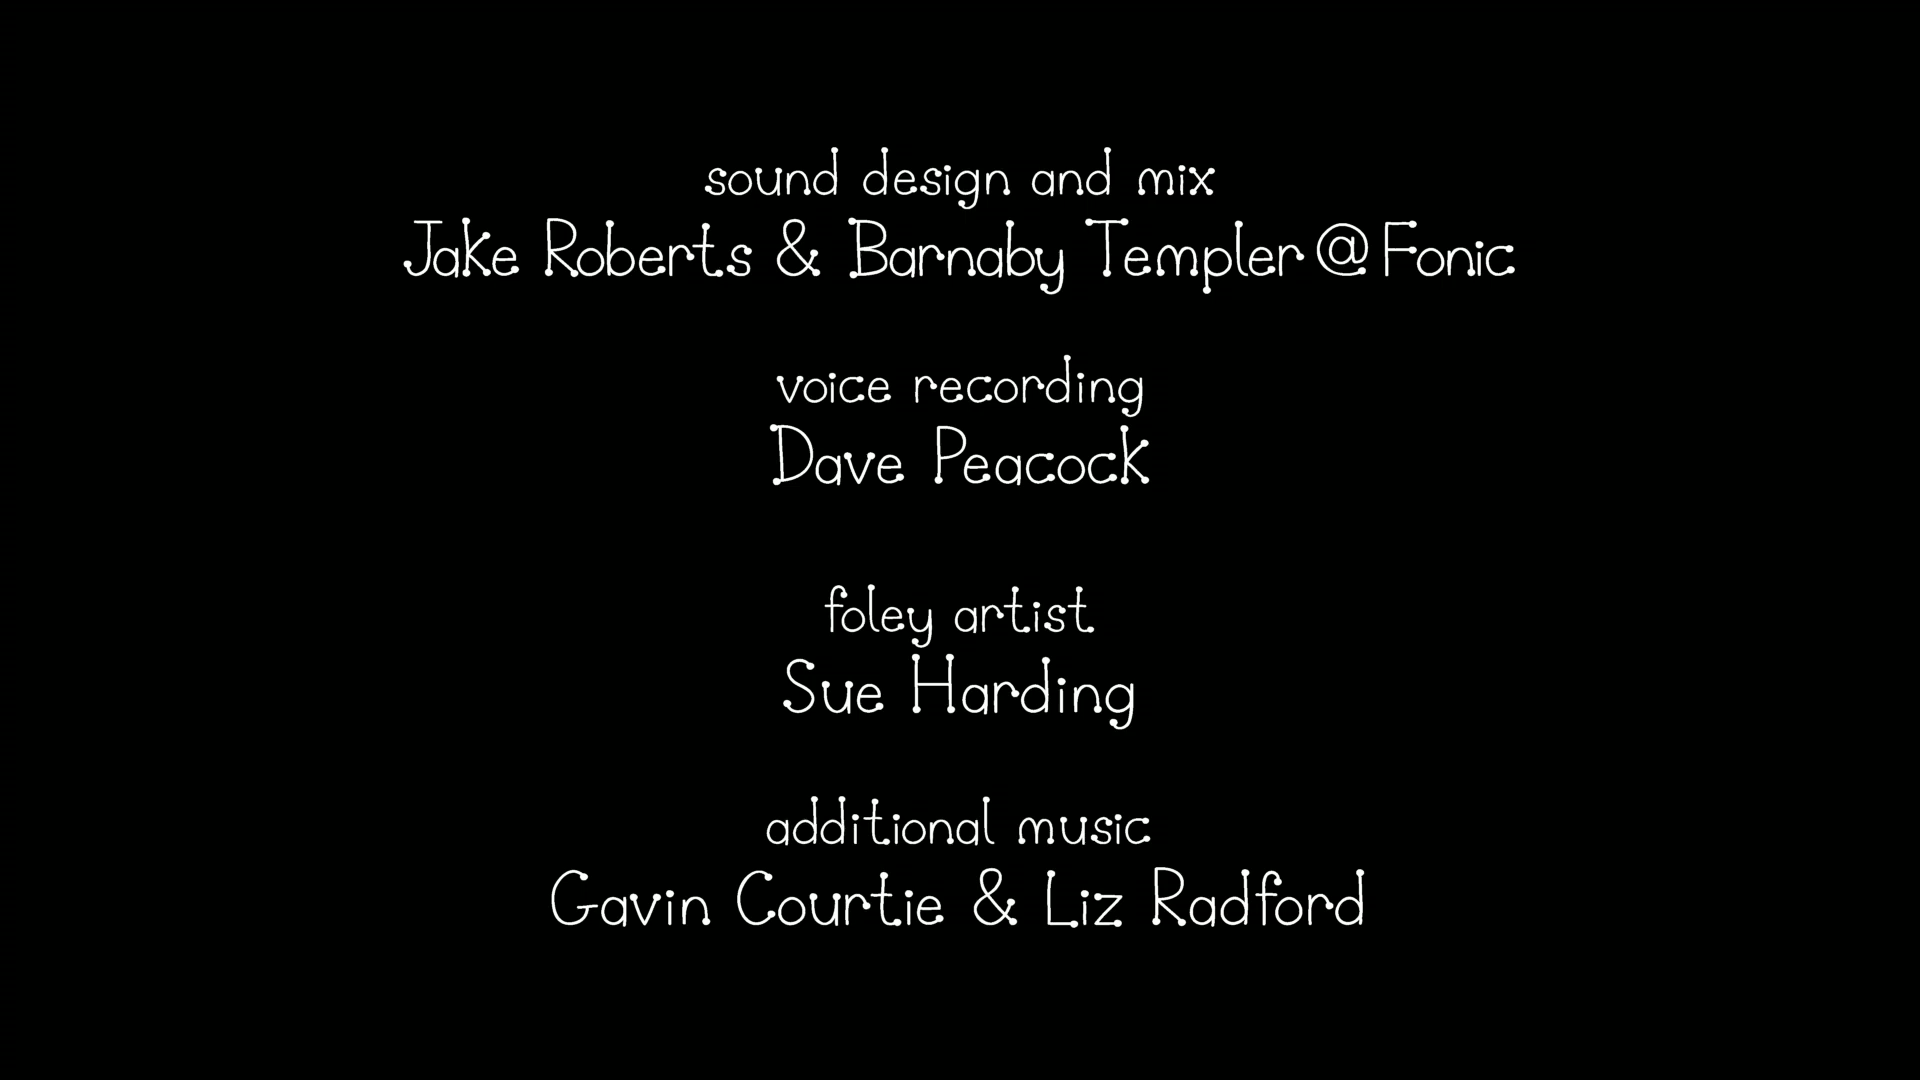 sound design and mix
Jake Roberts & Barnaby Templer @ Fonic
voice recording
Dave Peacock
foley artist
Sue Harding
additional music
Gavin Courtie & Liz Radford